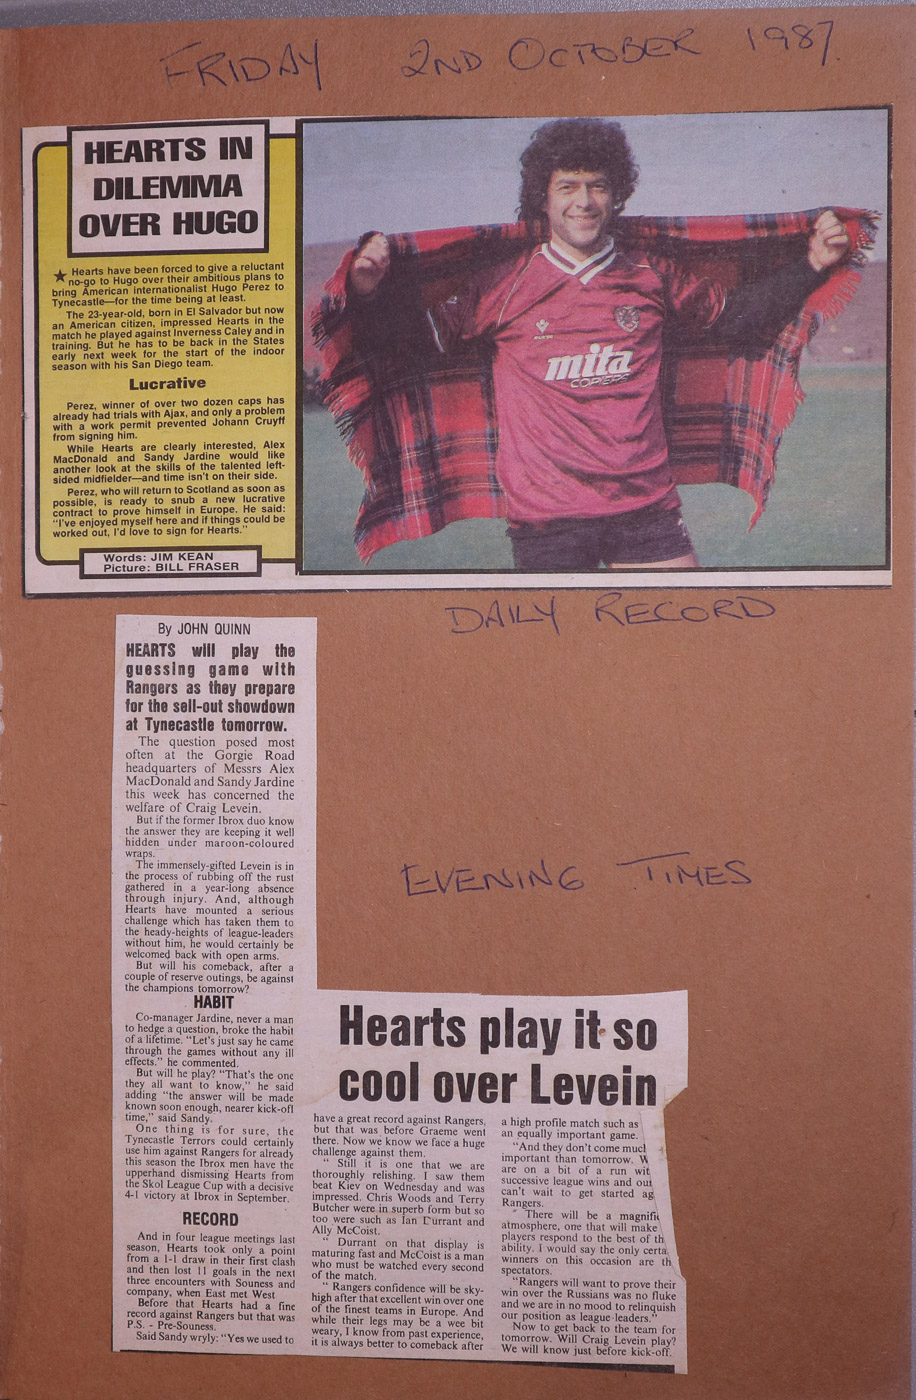 FRIDAY 2ND OCTOBER 1987.
HEARTS IN
DILEMMA
OVER HUGO
★ Hearts have been forced to give a reluctant
no-go to Hugo over their ambitious plans to
bring American internationalist Hugo Perez to
Tynecastle—for the time being at least.
The 23-year-old, born in El Salvador but now
an American citizen, impressed Hearts in the
match he played against Inverness Caley and in
training. But he has to be back in the States
early next week for the start of the indoor
season with his San Diego team.
Lucrative
Perez, winner of over two dozen caps has
already had trials with Ajax, and only a problem
with a work permit prevented Johann Cruyff
from signing him.
While Hearts are clearly interested, Alex
MacDonald and Sandy Jardine would like
another look at the skills of the talented left-
sided midfielder—and time isn't on their side.
Perez, who will return to Scotland as soon as
possible, is ready to snub a new lucrative
contract to prove himself in Europe. He said:
"I've enjoyed myself here and if things could be
worked out, I'd love to sign for Hearts."
Words: JIM KEAN
Picture: BILL FRASER
mita
COPIERS
DAILY RECORD
By JOHN QUINN
HEARTS will play the
guessing game with
Rangers as they prepare
for the sell-out showdown
at Tynecastle tomorrow.
The question posed most
often at the Gorgie Road
headquarters of Messrs Alex
MacDonald and Sandy Jardine
this week has concerned the
welfare of Craig Levein.
But if the former Ibrox duo know
the answer they are keeping it well
hidden under maroon-coloured
wraps.
The immensely-gifted Levein is in
the process of rubbing off the rust
gathered in a year-long absence
through injury. And, although
Hearts have mounted a serious
challenge which has taken them to
the heady-heights of league-leaders
without him, he would certainly be
welcomed back with open arms.
But will his comeback, after a
couple of reserve outings, be against
the champions tomorrow?
HABIT
Co-manager Jardine, never a man
to hedge a question, broke the habit
of a lifetime. "Let's just say he came
through the games without any ill
effects." he commented.
But will he play? "That's the one
they all want to know," he said
adding "the answer will be made
known soon enough, nearer kick-off
time," said Sandy.
One thing is for sure, the
Tynecastle Terrors could certainly
use him against Rangers for already
this season the Ibrox men have the
upperhand dismissing Hearts from
the Skol League Cup with a decisive
4-1 victory at Ibrox in September.
RECORD
And in four league meetings last
season, Hearts took only a point
from a 1-1 draw in their first clash
and then lost 11 goals in the next
three encounters with Souness and
company, when East met West
Before that Hearts had a fine
record against Rangers but that was
P.S. - Pre-Souness.
Said Sandy wryly: "Yes we used to
EVENING TIMES
Hearts play it so
cool over Levein
have a great record against Rangers,
but that was before Graeme went
there. Now we know we face a huge
challenge against them.
" Still it is one that we are
thoroughly relishing. I saw them
beat Kiev on Wednesday and was
impressed. Chris Woods and Terry
Butcher were in superb form but so
too were such as Ian Durrant and
Ally McCoist.
" Durrant on that display is
maturing fast and McCoist is a man
who must be watched every second
of the match.
" Rangers confidence will be sky-
high after that excellent win over one
of the finest teams in Europe. And
while their legs may be a wee bit
weary, I know from past experience,
it is always better to comeback after
a high profile match such as
an equally important game.
"And they don't come much
important than tomorrow. W
are on a bit of a run wit
successive league wins and our
can't wait to get started ag
Rangers.
" There will be a magnific
atmosphere, one that will make
players respond to the best of th
ability. I would say the only certa
winners on this occasion are th
spectators.
"Rangers will want to prove their
win over the Russians was no fluke
and we are in no mood to relinquish
our position as league leaders."
Now to get back to the team for
tomorrow. Will Craig Levein play?
We will know just before kick-off.